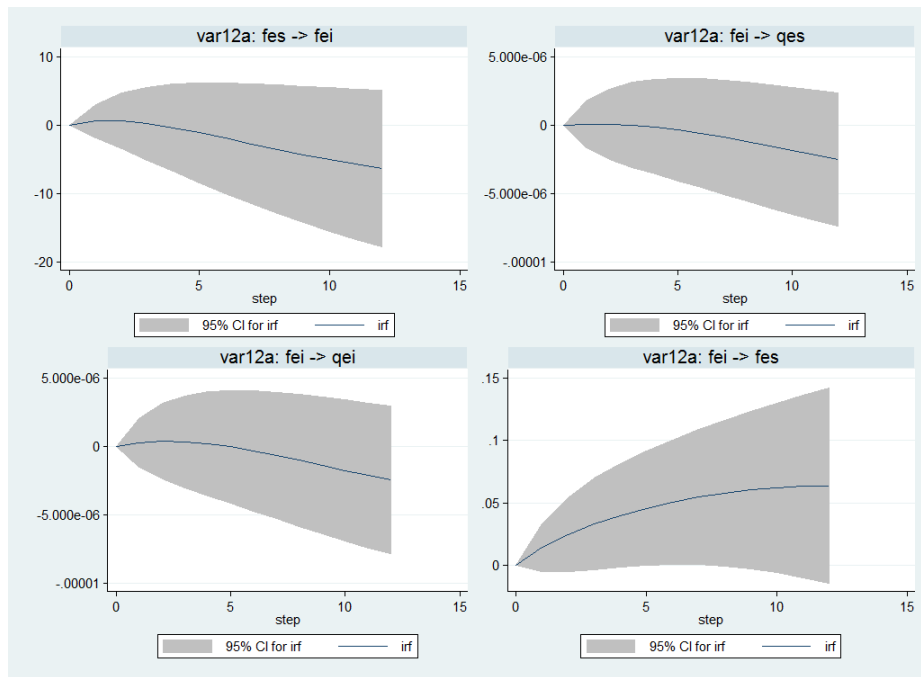 var12a: fes -> fei
10
0
-10
-20
0 5 10 15
step
95% CI for irf irf
var12a: fei -> qes
5.000e-06
0
-5.000e-06
-.00001
0 5 10 15
step
95% CI for irf irf
var12a: fei -> qei
5.000e-06
0
-5.000e-06
-.00001
0 5 10 15
step
95% CI for irf irf
var12a: fei -> fes
.15
.1
.05
0
0 5 10 15
step
95% CI for irf irf